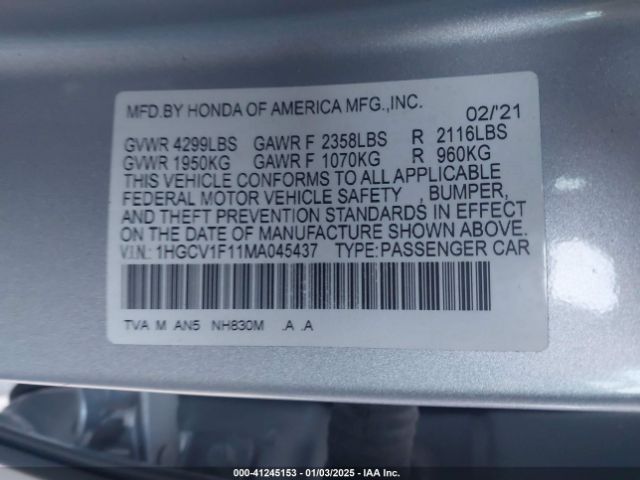 MFD.BY HONDA OF AMERICA MFG.,INC. 02/'21
GVWR 4299LBS GAWR F 2358LBS R 2116LBS
GVWR 1950KG GAWR F 1070KG R 960KG
THIS VEHICLE CONFORMS TO ALL APPLICABLE
FEDERAL MOTOR VEHICLE SAFETY , BUMPER,
AND THEFT PREVENTION STANDARDS IN EFFECT
ON THE DATE OF MANUFACTURE SHOWN ABOVE.
V.I.N.: 1HGCV1F11MA045437 TYPE:PASSENGER CAR
TVA M AN5 NH830M .A .A
000-41245153 - 01/03/2025 - IAA Inc.